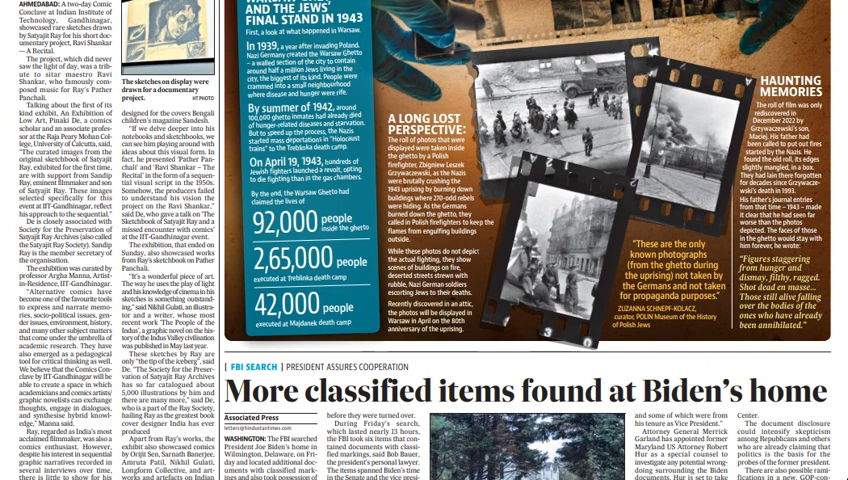 AHMEDABAD: A two-day Comic
Conclave at Indian Institute of
Technology, Gandhinagar,
showcased rare sketches drawn
by Satyajit Ray for his short doc-
umentary project, Ravi Shankar
— A Recital.
The project, which did never
saw the light of day, was a trib-
ute to sitar maestro Ravi
Shankar, who famously com-
posed music for Ray's Pather
Panchali.
Talking about the first of its
kind exhibit, An Exhibition of
Low Art, Pinaki De, a comics
scholar and an associate profes-
sor at the Raja Peary Mohun Col-
lege, University of Calcutta, said,
"The curated images from the
original sketchbook of Satyajit
Ray, exhibited for the first time,
are with support from Sandip
Ray, eminent filmmaker and son
of Satyajit Ray. These images
selected specifically for this
event at IIT-Gandhinagar, reflect
his approach to the sequential."
De is closely associated with
Society for the Preservation of
Satyajit Ray Archives (also called
the Satyajit Ray Society). Sandip
Ray is the member secretary of
the organisation.
The exhibition was curated by
professor Argha Manna, Artist-
in-Residence, IIT-Gandhinagar.
"Alternative comics have
become one of the favourite tools
to express and narrate memo-
ries, socio-political issues, gen-
der issues, environment, history,
and many other subject matters
that come under the umbrella of
academic research. They have
also emerged as a pedagogical
tool for critical thinking as well.
We believe that the Comics Con-
clave by IIT-Gandhinagar will be
able to create a space in which
academicians and comics artists/
graphic novelists can exchange
thoughts, engage in dialogues,
and synthesise hybrid knowl-
edge," Manna said.
Ray, regarded as India's most
acclaimed filmmaker, was also a
comics enthusiast. However,
despite his interest in sequential
graphic narratives recorded in
several interviews over time,
there is little to show for his
The sketches on display were
drawn for a documentary
project.
HT PHOTO
designed for the covers Bengali
children's magazine Sandesh.
"If we delve deeper into his
notebooks and sketchbooks, we
can see him playing around with
ideas about this visual form. In
fact, he presented 'Pather Pan-
chali' and 'Ravi Shankar – The
Recital' in the form of a sequen-
tial visual script in the 1950s.
Somehow, the producers failed
to understand his vision
project on the Ravi Shankar,"
said De, who gave a talk on 'The
Sketchbook of Satyajit Ray and a
missed encounter with comics'
at the IIT-Gandhinagar event.
The exhibition, that ended on
Sunday, also showcased works
from Ray's sketchbook on Pather
Panchali.
"It's a wonderful piece of art.
The way he uses the play of light
and his knowledge of cinema in his
sketches is something outstand-
ing," said Nikhil Gulati, an illustra-
tor and a writer, whose most
recent work 'The People of the
Indus', a graphic novel on the his-
tory of the Indus Valley civilisation
was published in May last year.
These sketches by Ray are
only "the tip of the iceberg", said
De. "The Society for the Preser-
vation of Satyajit Ray Archives
has so far catalogued about
5,000 illustrations by him and
there are many more," said De,
who is a part of the Ray Society,
hailing Ray as the greatest book
cover designer India has ever
produced
Apart from Ray's works, the
exhibition also showcased comics
by Orijit Sen, Sarnath Banerjee,
Amruta Patil, Nikhil Gulati,
Longform Collective, and art-
works and artefacts on Indian
AND THE JEWS
FINAL STAND IN 1943
First, a look at what happened in Warsaw.
In 1939, a year after invading Poland,
Nazi Germany created the Warsaw Ghetto
– a walled section of the city to contain
around half a million Jews living in the
city, the biggest of its kind. People were
crammed into a small neighbourhood
where disease and hunger were rife.
By summer of 1942, around
100,000 ghetto inmates had already died
of hunger-related diseases and starvation.
But to speed up the process, the Nazis
started mass deportations in "Holocaust
trains" to the Treblinka death camp.
On April 19, 1943, hundreds of
Jewish fighters launched a revolt, opting
to die fighting than in the gas chambers.
By the end, the Warsaw Ghetto had
claimed the lives of
92,000 people
inside the ghetto
2,65,000 people
executed at Treblinka death camp
42,000 people
executed at Majdanek death camp
A LONG LOST
PERSPECTIVE:
The roll of photos that were
displayed were taken inside
the ghetto by a Polish
firefighter, Zbigniew Leszek
Grzywaczewski, as the Nazis
were brutally crushing the
1943 uprising by burning down
buildings where 270-odd rebels
were hiding. As the Germans
burned down the ghetto, they
called in Polish firefighters to keep the
flames from engulfing buildings
outside.
While these photos do not depict
the actual fighting, they show
scenes of buildings on fire,
deserted streets strewn with
rubble, Nazi German soldiers
escorting Jews to their deaths.
Recently discovered in an attic,
the photos will be displayed in
Warsaw in April on the 80th
anniversary of the uprising.
"These are the only
known photographs
(from the ghetto during
the uprising) not taken by
the Germans and not taken
for propaganda purposes."
ZUZANNA SCHNEPF-KOLACZ,
curator, POLIN Museum of the History
of Polish Jews
HAUNTING
MEMORIES
The roll of film was only
rediscovered in
December 2022 by
Grzywaczewski's son,
Maciej. His father had
been called to put out fires
started by the Nazis. He
found the old roll, its edges
slightly mangled, in a box.
They had lain there forgotten
for decades since Grzywacze-
wski's death in 1993.
His father's journal entries
from that time – 1943 – made
it clear that he had seen far
worse than the photos
depicted. The faces of those
in the ghetto would stay with
him forever, he wrote:
"Figures staggering
from hunger and
dismay, filthy, ragged.
Shot dead en masse...
Those still alive falling
over the bodies of the
ones who have already
been annihilated."
FBI SEARCH | PRESIDENT ASSURES COOPERATION
More classified items found at Biden's home
Associated Press
letters@hindustantimes.com
WASHINGTON: The FBI searched
President Joe Biden's home in
Wilmington, Delaware, on Fri-
day and located additional docu-
ments with classified mark-
ings and also took possession of
before they were turned over.
During Friday's search,
which lasted nearly 13 hours,
the FBI took six items that con-
tained documents with classi-
fied markings, said Bob Bauer,
the president's personal lawyer.
The items spanned Biden's time
in the Senate and the vice presi-
and some of which were from
his tenure as Vice President."
Attorney General Merrick
Garland has appointed former
Maryland US Attorney Robert
Hur as a special counsel to
investigate any potential wrong-
doing surrounding the Biden
documents. Hur is set to take
Center.
The document disclosure
could intensify skepticism
among Republicans and others
who are already claiming that
politics is the basis for the
probes of the former president.
There are also possible rami-
fications in a new, GOP-con-